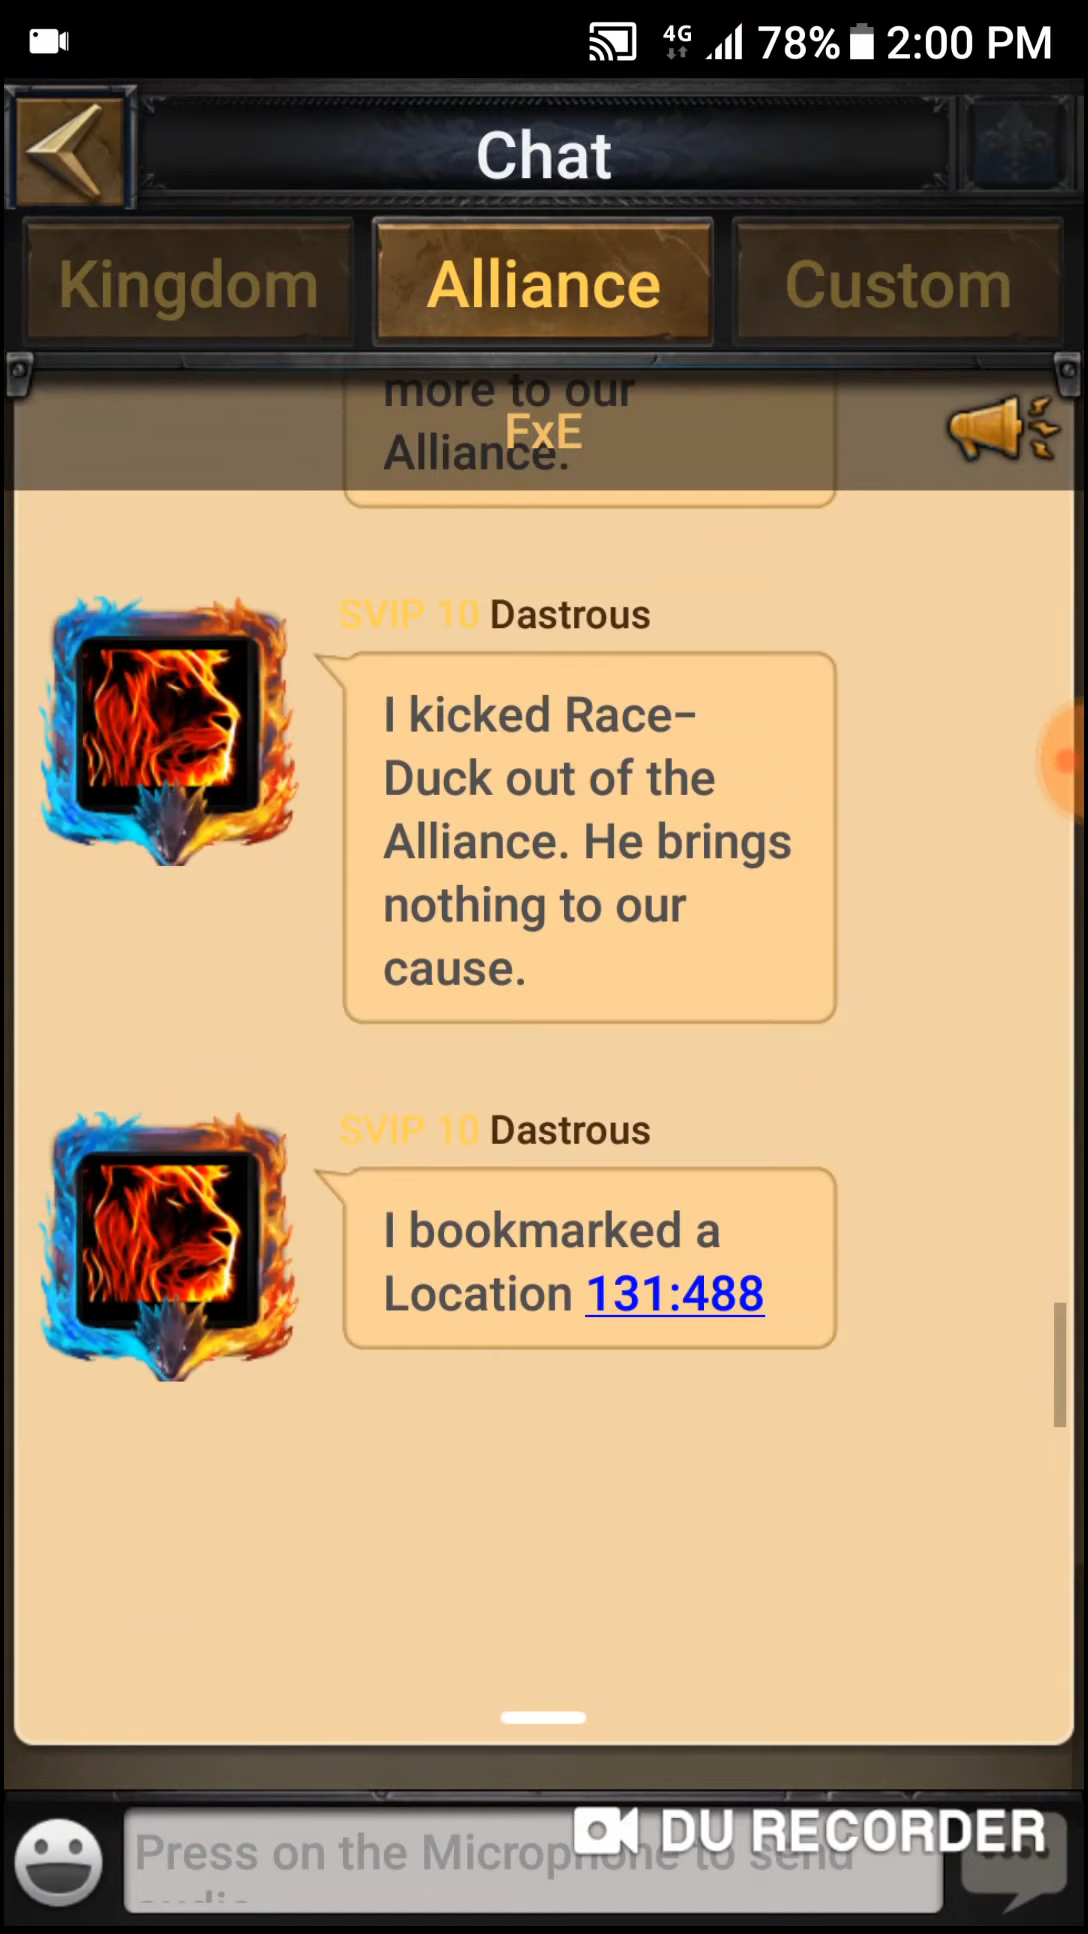 4G 78% 2:00 PM
Chat
Kingdom Alliance Custom
more to our
FxE
Alliance.
SVIP 10 Dastrous
I kicked Race-
Duck out of the
Alliance. He brings
nothing to our
cause.
SVIP 10 Dastrous
I bookmarked a
Location 131:488
DU RECORDER
Press on the Microphone to send
audio